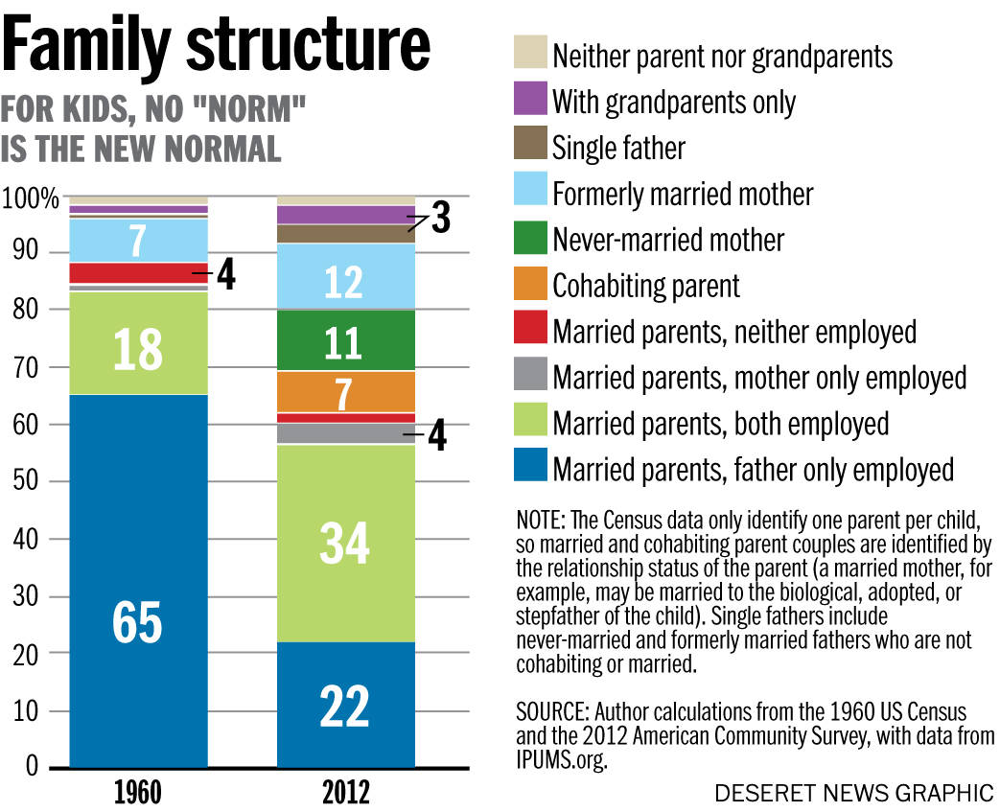 Family structure
FOR KIDS, NO "NORM"
IS THE NEW NORMAL
100%
90
80
70
60
50
40
30
20
10
0
7
4
18
65
3
12
11
7
4
34
22
1960
2012
Neither parent nor grandparents
With grandparents only
Single father
Formerly married mother
Never-married mother
Cohabiting parent
Married parents, neither employed
Married parents, mother only employed
Married parents, both employed
Married parents, father only employed
NOTE: The Census data only identify one parent per child,
so married and cohabiting parent couples are identified by
the relationship status of the parent (a married mother, for
example, may be married to the biological, adopted, or
stepfather of the child). Single fathers include
never-married and formerly married fathers who are not
cohabiting or married.
SOURCE: Author calculations from the 1960 US Census
and the 2012 American Community Survey, with data from
IPUMS.org.
DESERET NEWS GRAPHIC